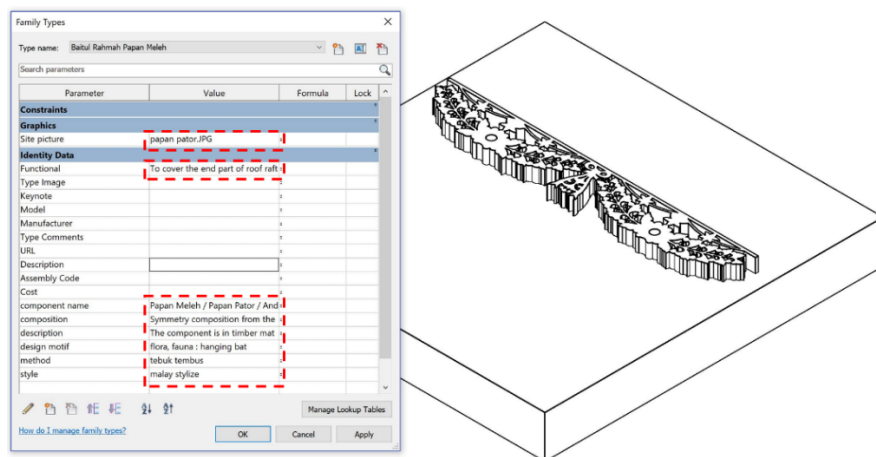 Family Types
Type name: Baitul Rahmah Papan Meleh
Search parameters
Parameter Value Formula Lock
Constraints
Graphics
Site picture papan pator.JPG
Identity Data
Functional To cover the end part of roof raft
Type Image
Keynote
Model
Manufacturer
Type Comments
URL
Description
Assembly Code
Cost
component name Papan Meleh / Papan Pator / And
composition Symmetry composition from the
description The component is in timber mat
design motif flora, fauna : hanging bat
method tebuk tembus
style malay stylize
Manage Lookup Tables
How do I manage family types?
OK Cancel Apply